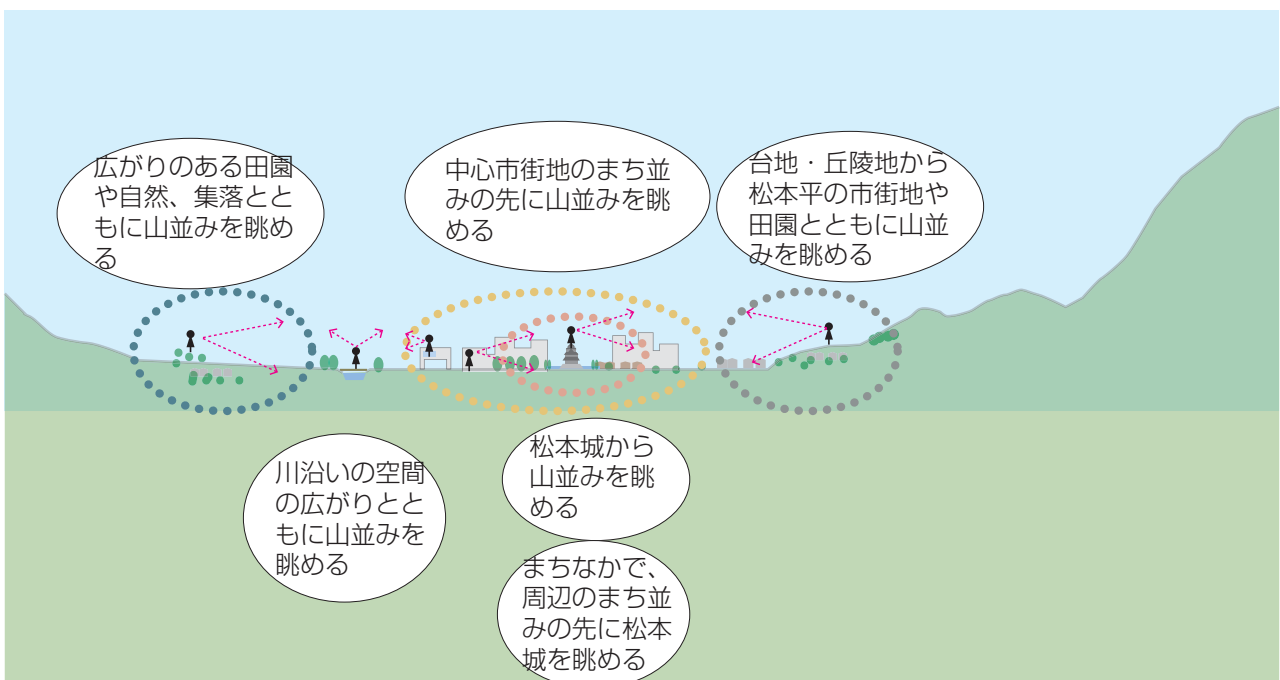 広がりのある田園
や自然、集落とと
もに山並みを眺め
る
中心市街地のまち並
みの先に山並みを眺
める
台地・丘陵地から
松本平の市街地や
田園とともに山並
みを眺める
川沿いの空間
の広がりとと
もに山並みを
眺める
松本城から
山並みを眺
める
まちなかで、
周辺のまち並
みの先に松本
城を眺める